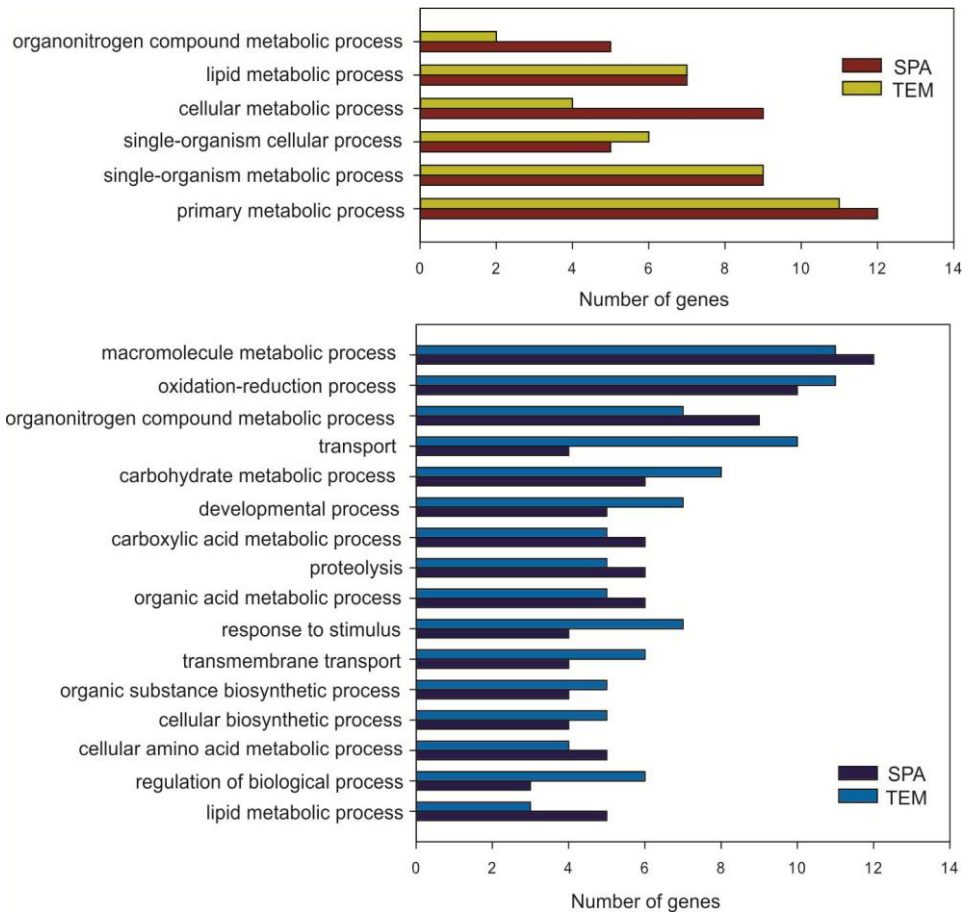 organonitrogen compound metabolic process
lipid metabolic process
cellular metabolic process
single-organism cellular process
single-organism metabolic process
primary metabolic process
SPA
TEM
0 2 4 6 8 10 12 14
Number of genes
macromolecule metabolic process
oxidation-reduction process
organonitrogen compound metabolic process
transport
carbohydrate metabolic process
developmental process
carboxylic acid metabolic process
proteolysis
organic acid metabolic process
response to stimulus
transmembrane transport
organic substance biosynthetic process
cellular biosynthetic process
cellular amino acid metabolic process
regulation of biological process
lipid metabolic process
SPA
TEM
0 2 4 6 8 10 12 14
Number of genes